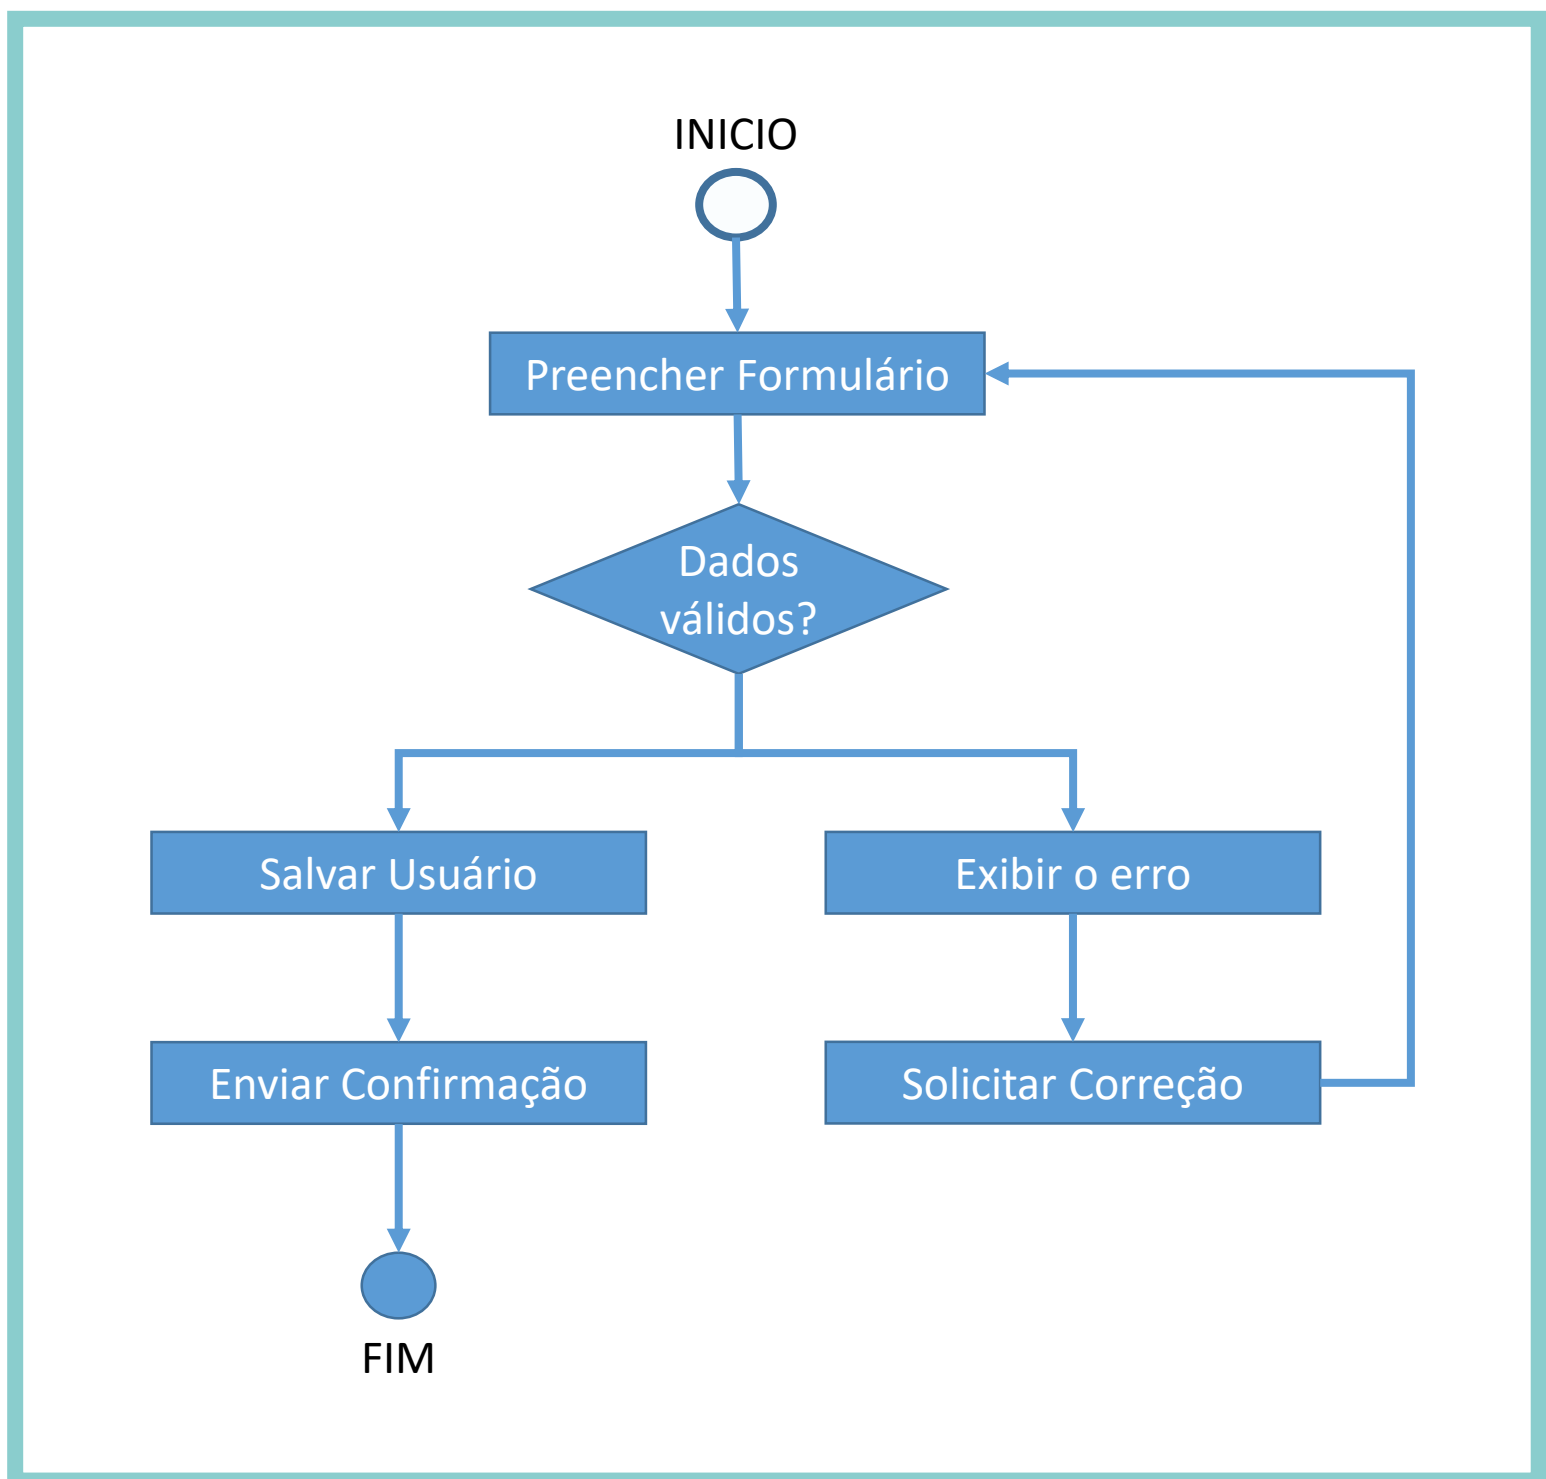 INICIO
Preencher Formulário
Dados
válidos?
Salvar Usuário
Exibir o erro
Enviar Confirmação
Solicitar Correção
FIM